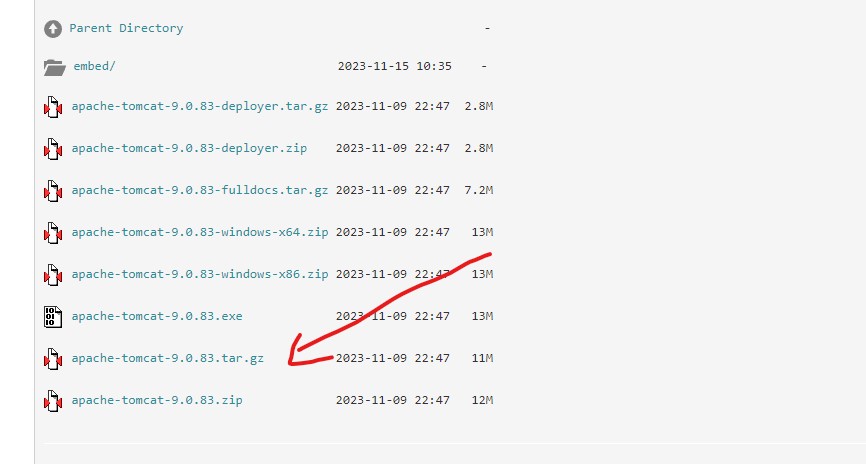 Parent Directory -
embed/ 2023-11-15 10:35 -
apache-tomcat-9.0.83-deployer.tar.gz 2023-11-09 22:47 2.8M
apache-tomcat-9.0.83-deployer.zip 2023-11-09 22:47 2.8M
apache-tomcat-9.0.83-fulldocs.tar.gz 2023-11-09 22:47 7.2M
apache-tomcat-9.0.83-windows-x64.zip 2023-11-09 22:47 13M
apache-tomcat-9.0.83-windows-x86.zip 2023-11-09 22:47 13M
apache-tomcat-9.0.83.exe 2023-11-09 22:47 13M
apache-tomcat-9.0.83.tar.gz 2023-11-09 22:47 11M
apache-tomcat-9.0.83.zip 2023-11-09 22:47 12M